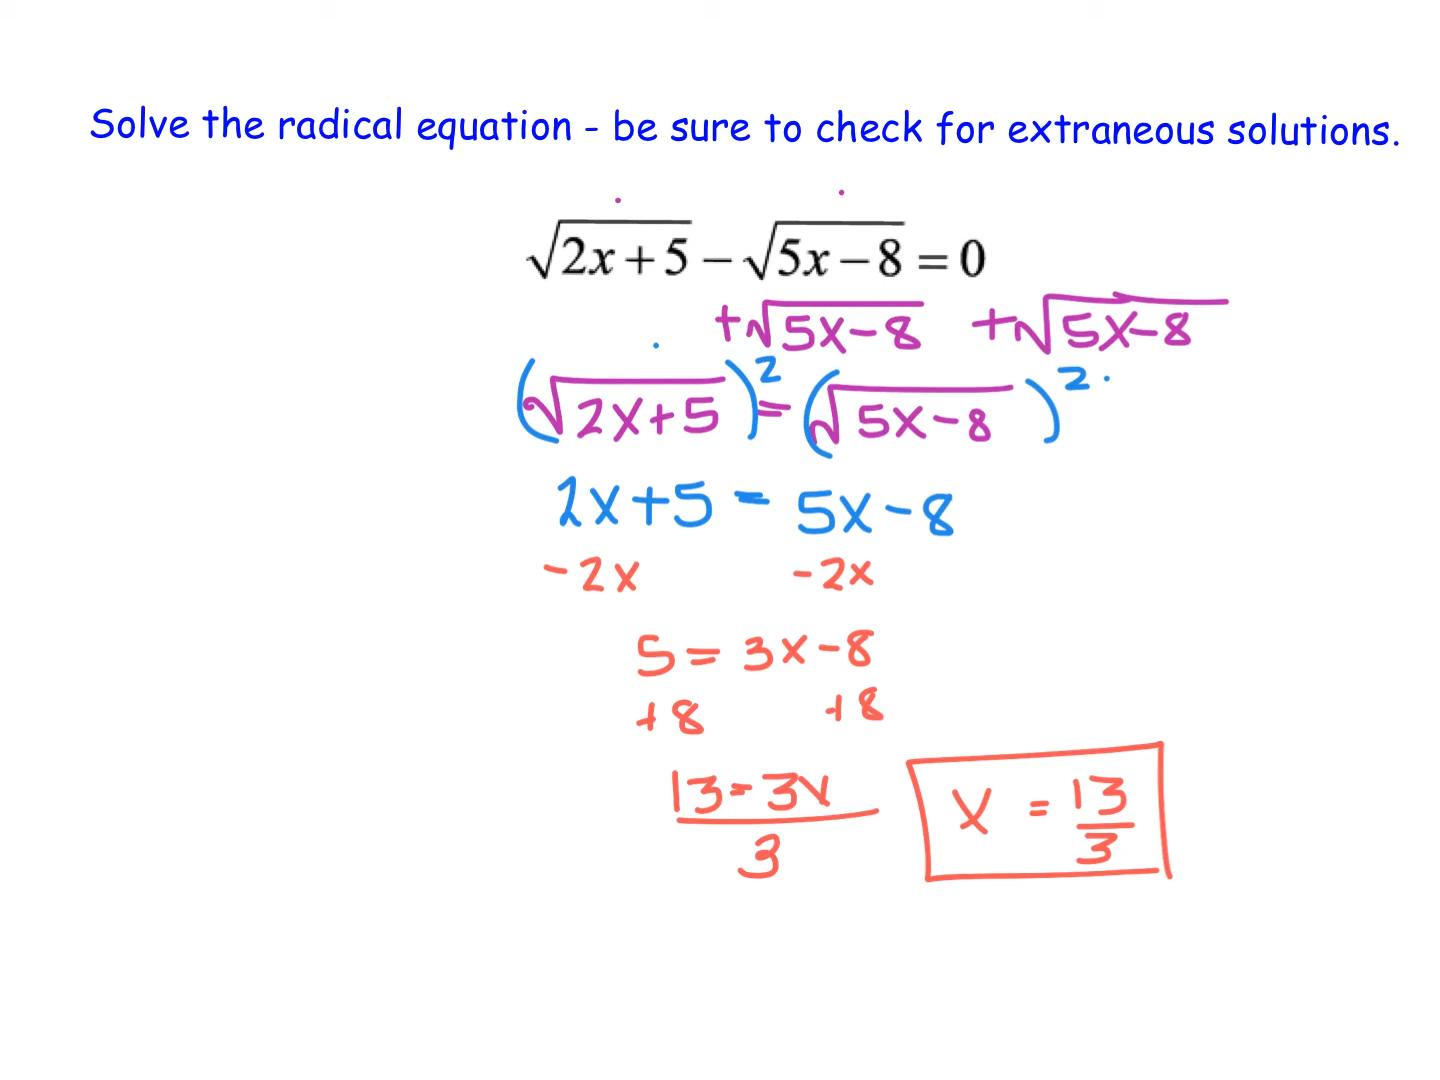 Solve the radical equation - be sure to check for extraneous solutions.
√(2x + 5) − √(5x − 8) = 0
+√(5x−8) +√(5x−8)
(√(2x+5))² = (√(5x−8))²
2x+5 = 5x−8
−2x −2x
5 = 3x−8
+8 +8
13 = 3x
3
x = 13/3